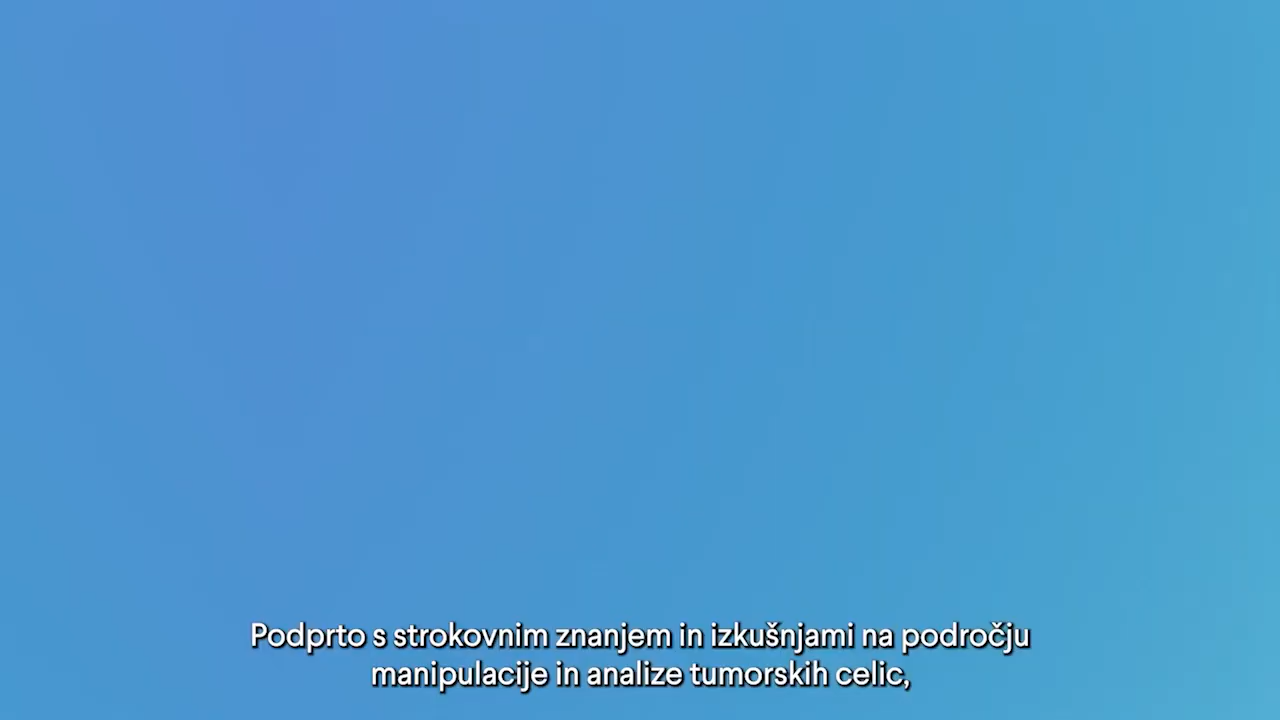 Podprto s strokovnim znanjem in izkušnjami na področju
manipulacije in analize tumorskih celic,